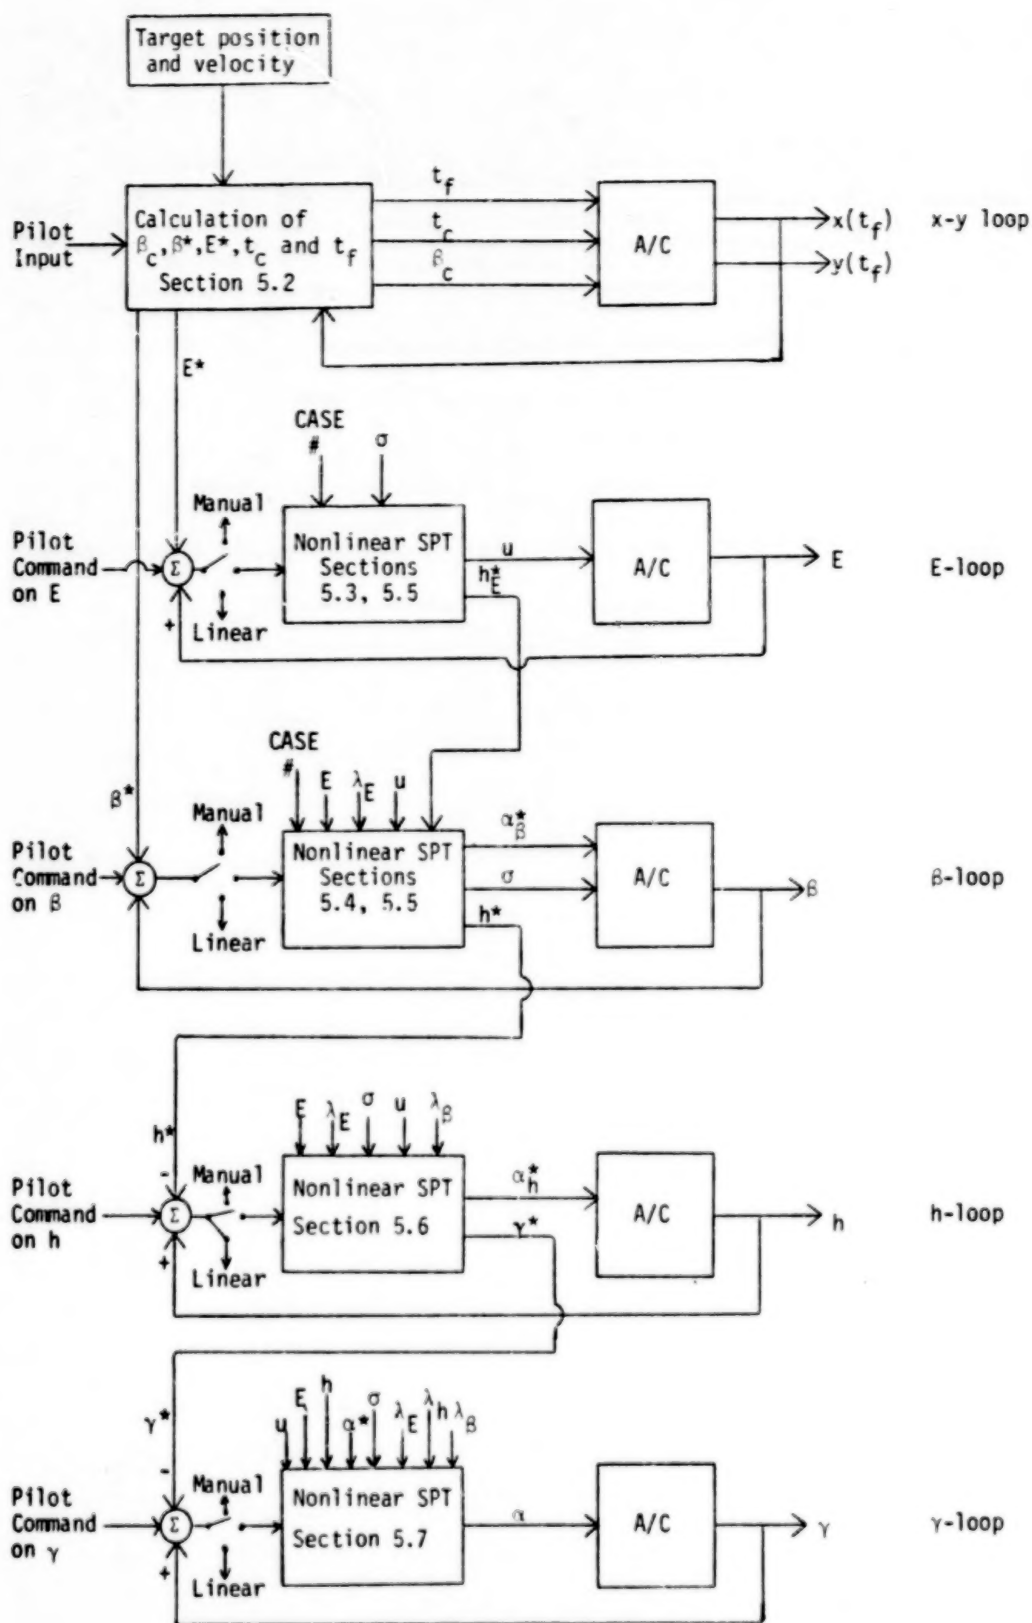 Target position
and velocity
Pilot
Input
Calculation of
β_c, β*, E*, t_c and t_f
Section 5.2
t_f
t_c
β_c
A/C
x(t_f)
y(t_f)
x-y loop
E*
CASE
#
σ
Pilot
Command
on E
Σ
+
Manual
Linear
Nonlinear SPT
Sections
5.3, 5.5
u
h*_E
A/C
E
E-loop
β*
CASE
#
E
λ_E
u
Pilot
Command
on β
Σ
Manual
Linear
Nonlinear SPT
Sections
5.4, 5.5
α*_β
σ
h*
A/C
β
β-loop
h*
E
λ_E
σ
u
λ_β
Pilot
Command
on h
-
Σ
+
Manual
Linear
Nonlinear SPT
Section 5.6
α*_h
γ*
A/C
h
h-loop
γ*
u
E
h
α*
σ
λ_E
λ_h
λ_β
Pilot
Command
on γ
-
Σ
+
Manual
Linear
Nonlinear SPT
Section 5.7
α
A/C
γ
γ-loop